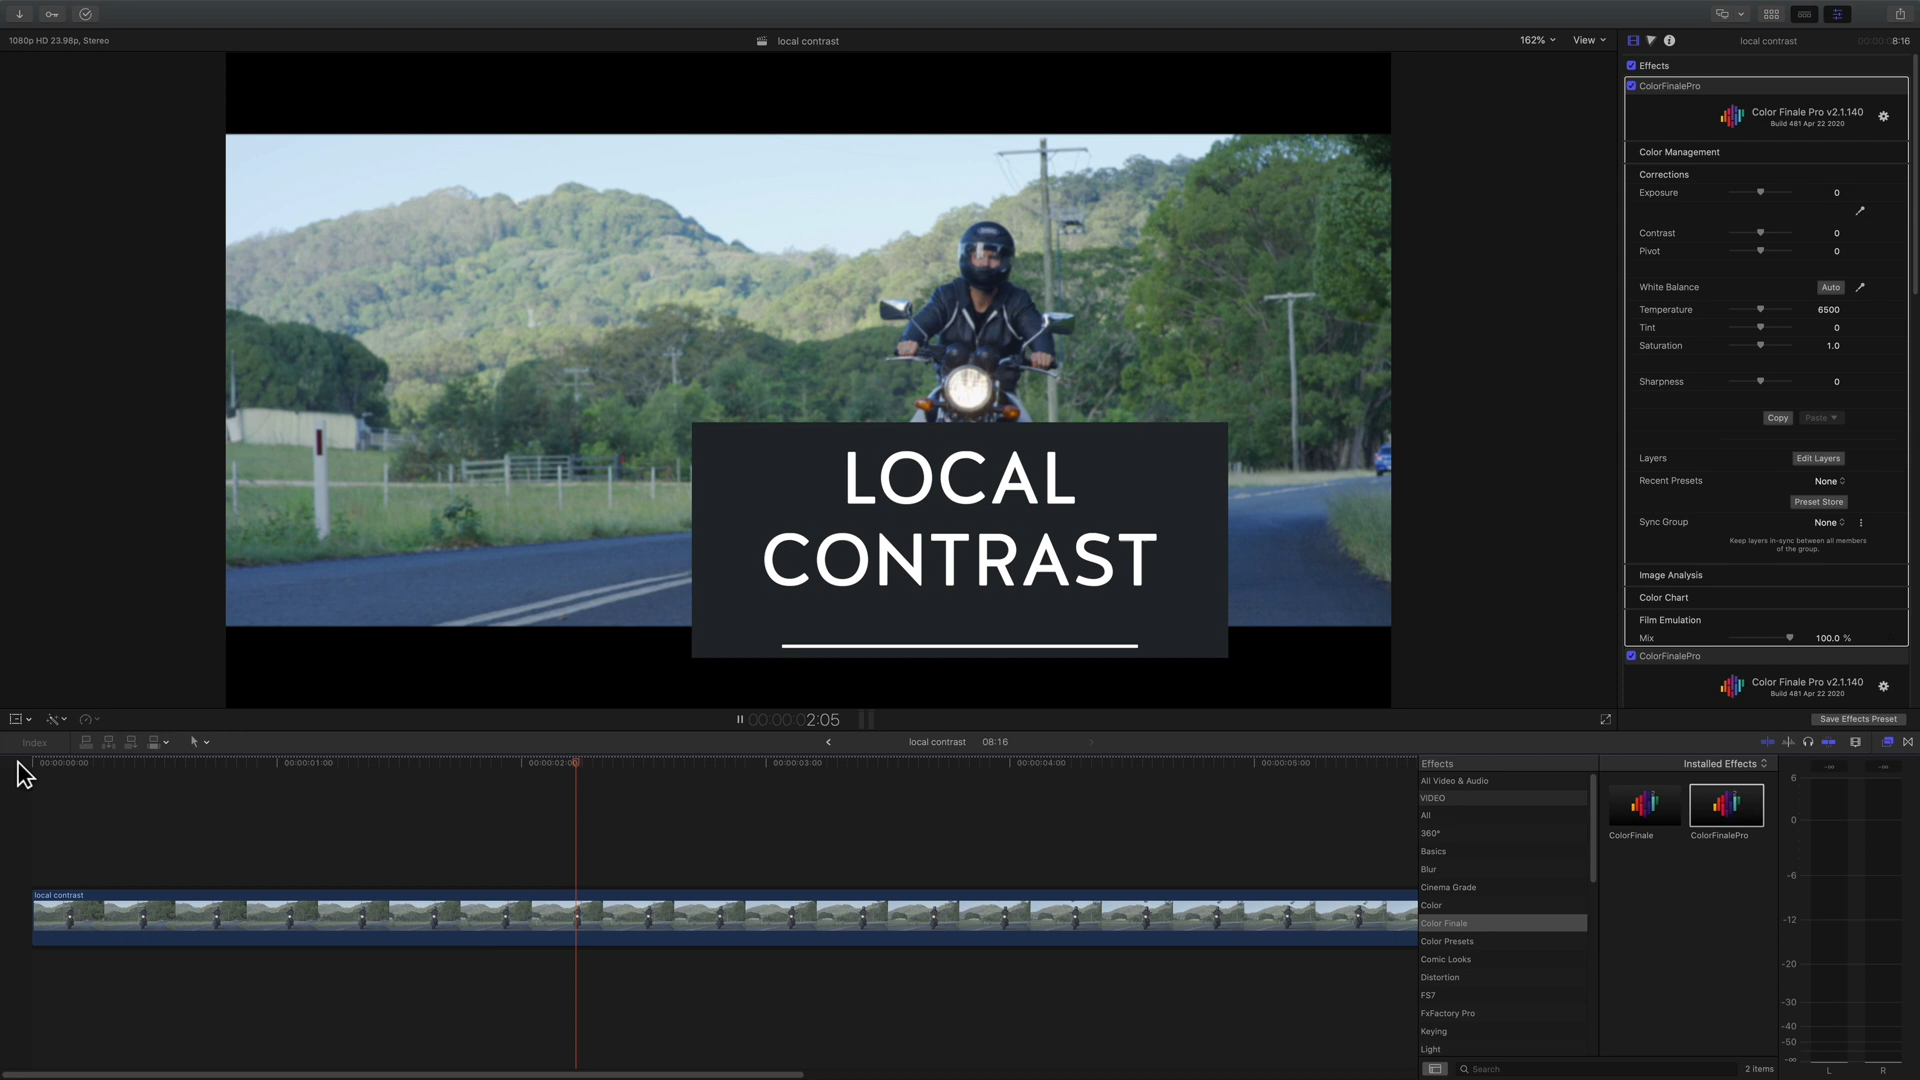 1080p HD 23.98p, Stereo
local contrast
162%
View
local contrast
00:00:0 8:16
Effects
ColorFinalePro
Color Finale Pro v2.1.140
Build 481 Apr 22 2020
Color Management
Corrections
Exposure 0
Contrast 0
Pivot 0
White Balance Auto
Temperature 6500
Tint 0
Saturation 1.0
Sharpness 0
Copy Paste
Layers Edit Layers
Recent Presets None
Preset Store
Sync Group None
Keep layers in-sync between all members
of the group.
Image Analysis
Color Chart
Film Emulation
Mix 100.0 %
ColorFinalePro
Color Finale Pro v2.1.140
Build 481 Apr 22 2020
Save Effects Preset
LOCAL
CONTRAST
00:00:02:05
Index
local contrast 08:16
00:00:00:00
00:00:01:00
00:00:02:00
00:00:03:00
00:00:04:00
00:00:05:00
local contrast
Effects
All Video & Audio
VIDEO
All
360°
Basics
Blur
Cinema Grade
Color
Color Finale
Color Presets
Comic Looks
Distortion
FS7
FxFactory Pro
Keying
Light
Installed Effects
ColorFinale
ColorFinalePro
Search
2 items
-∞ -∞
6
0
-6
-12
-20
-30
-40
-50
-∞
L R